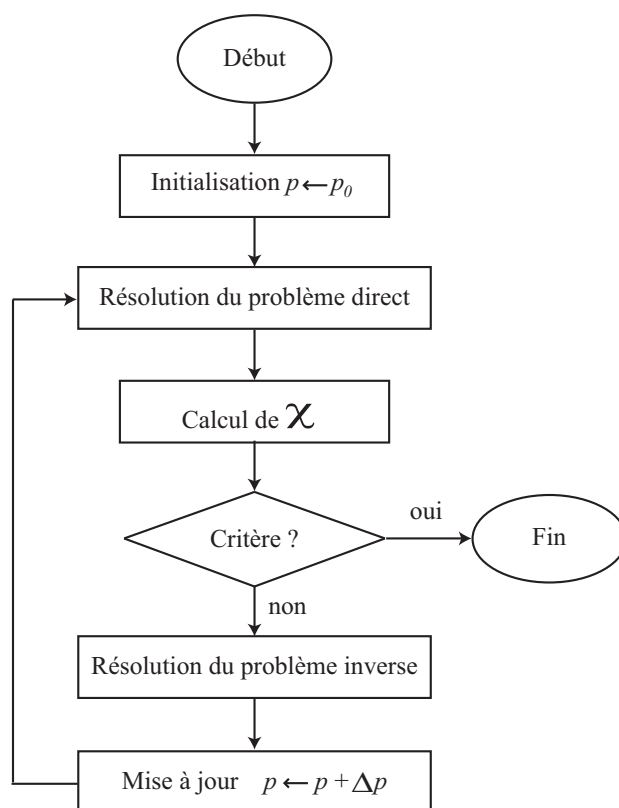 Début
Initialisation p ← p₀
Résolution du problème direct
Calcul de χ
Critère ?
oui
Fin
non
Résolution du problème inverse
Mise à jour p ← p + Δp